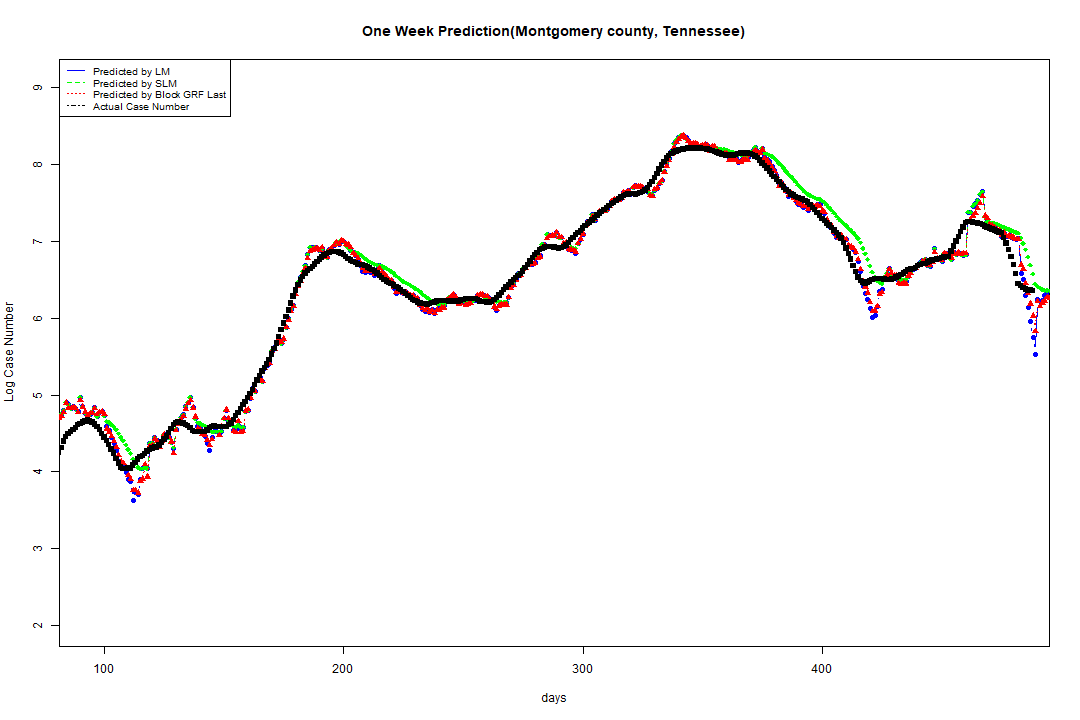 One Week Prediction(Montgomery county, Tennessee)
Predicted by LM
Predicted by SLM
Predicted by Block GRF Last
Actual Case Number
9
8
7
6
5
4
3
2
Log Case Number
100 200 300 400
days